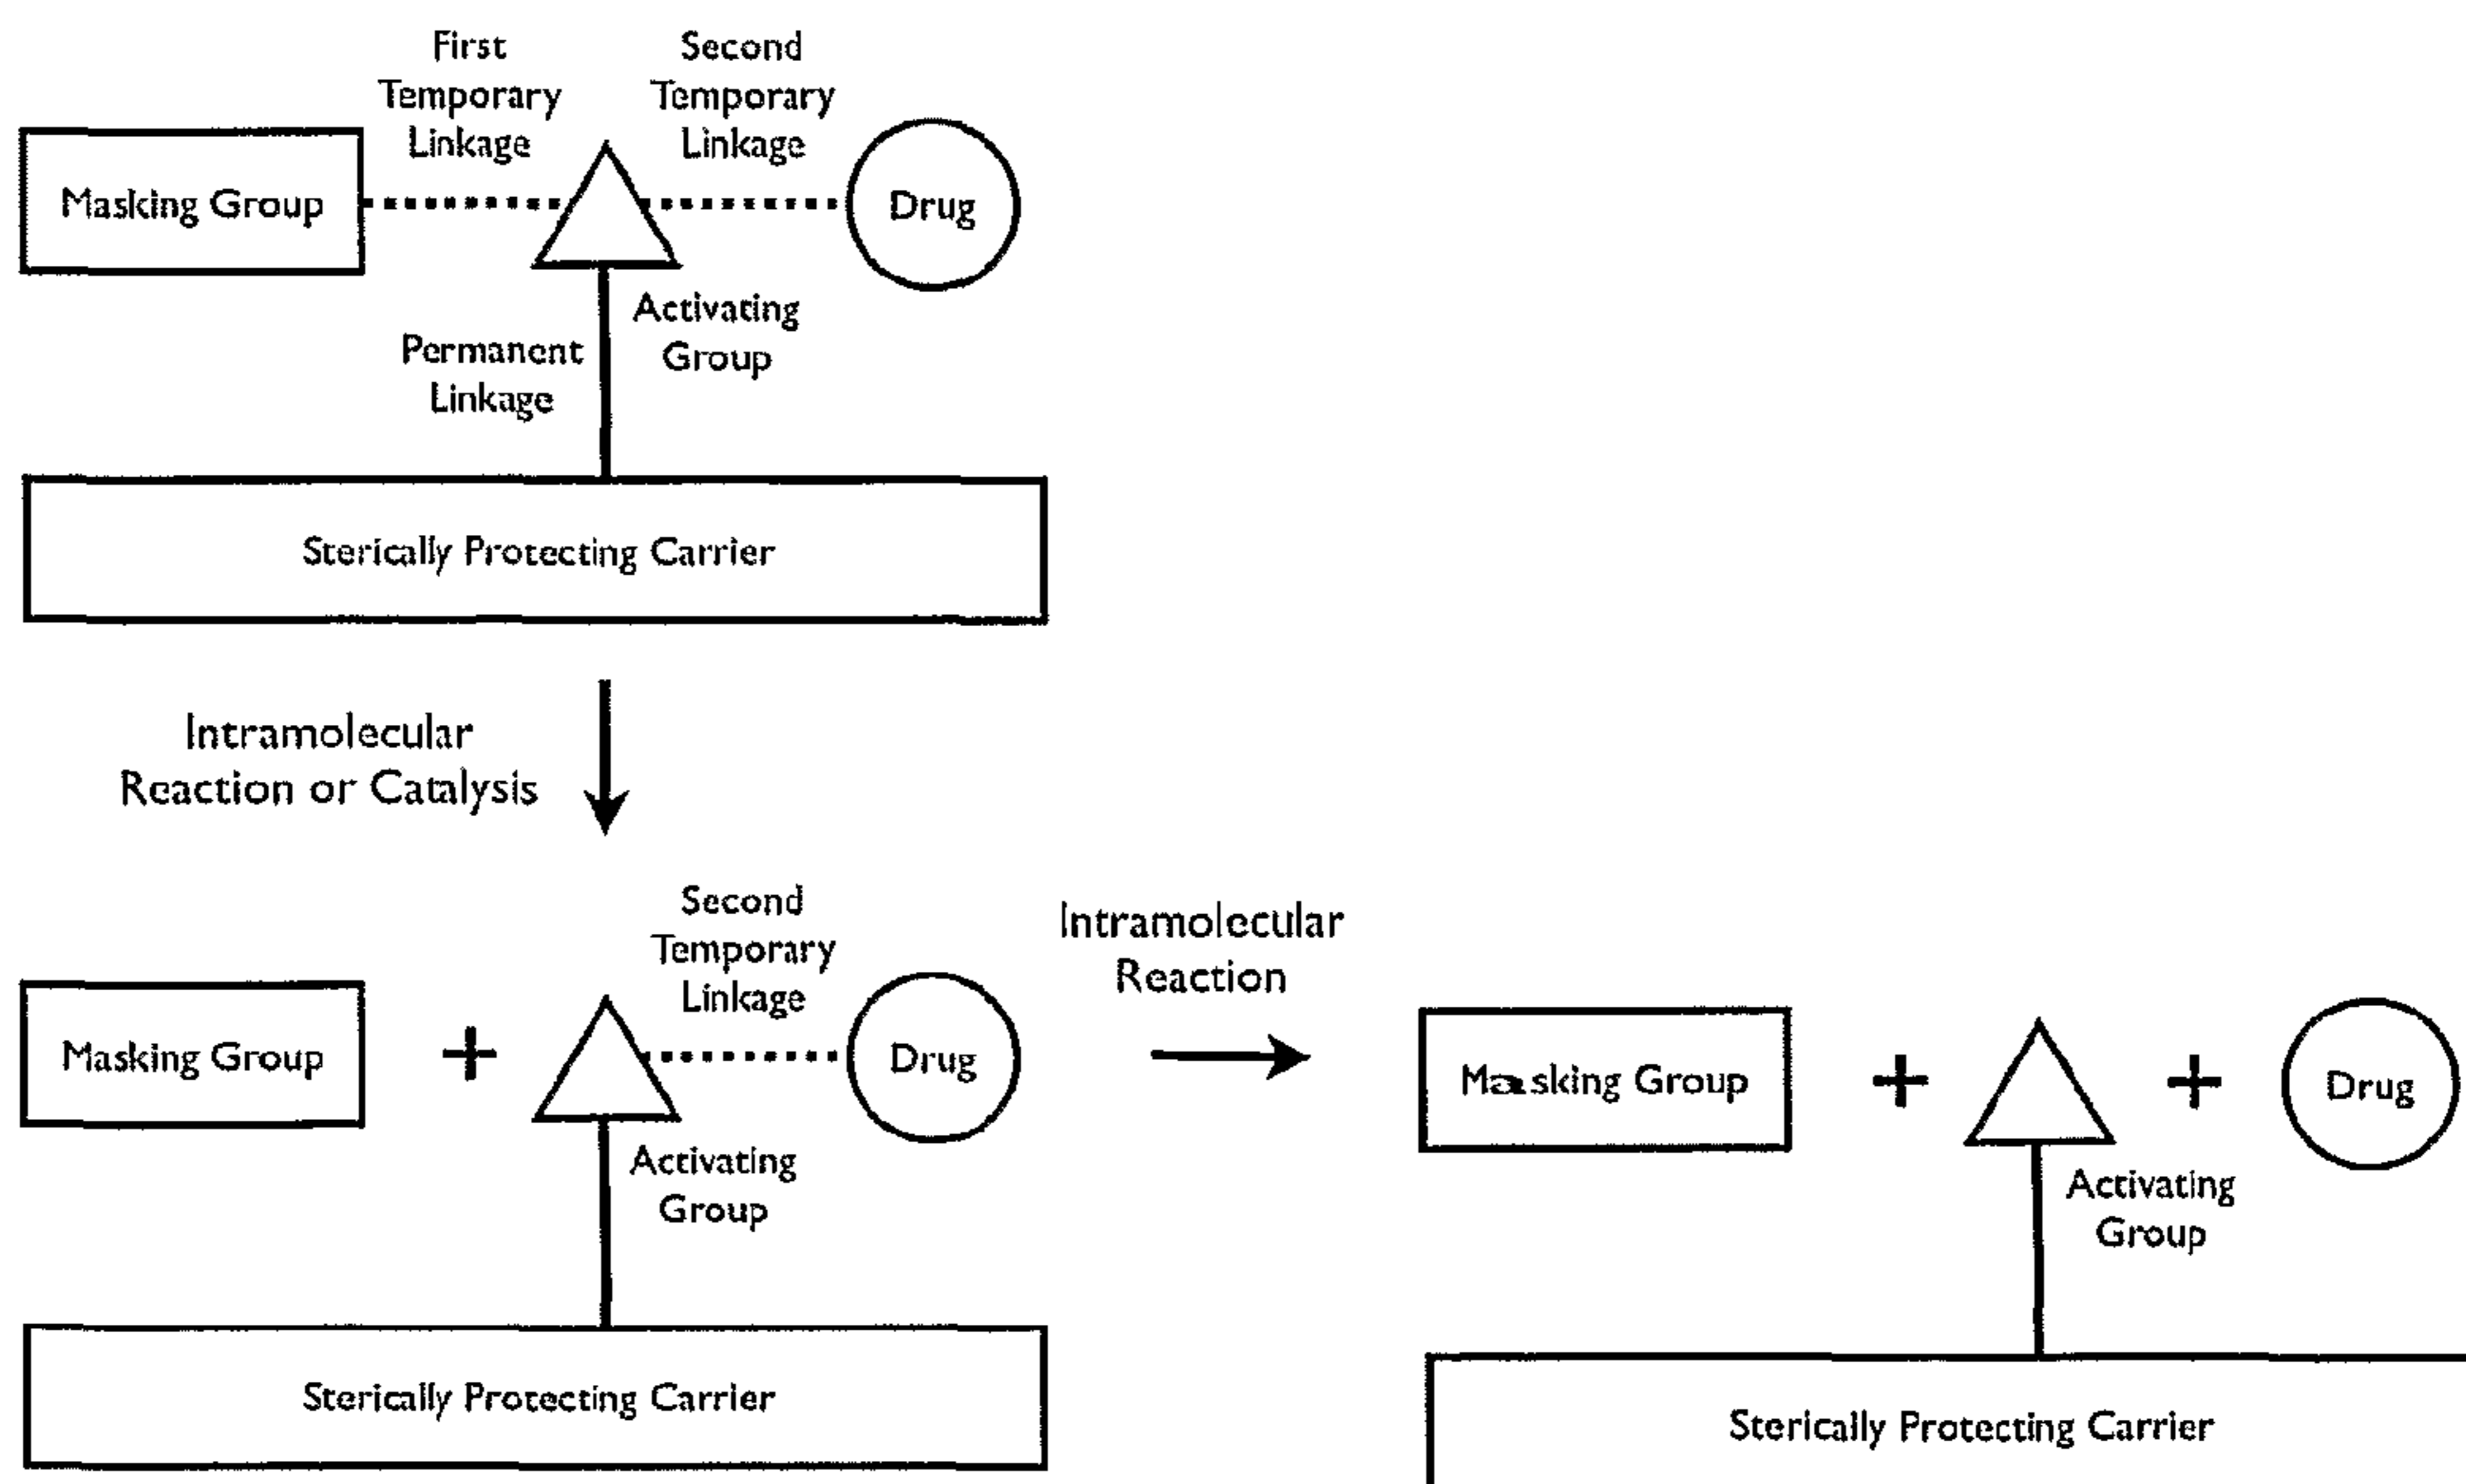 First
Temporary
Linkage
Second
Temporary
Linkage
Masking Group
Drug
Activating
Group
Permanent
Linkage
Sterically Protecting Carrier
Intramolecular
Reaction or Catalysis
Second
Temporary
Linkage
Intramolecular
Reaction
Masking Group
+
Drug
Activating
Group
Sterically Protecting Carrier
Masking Group
+
+
Drug
Activating
Group
Sterically Protecting Carrier